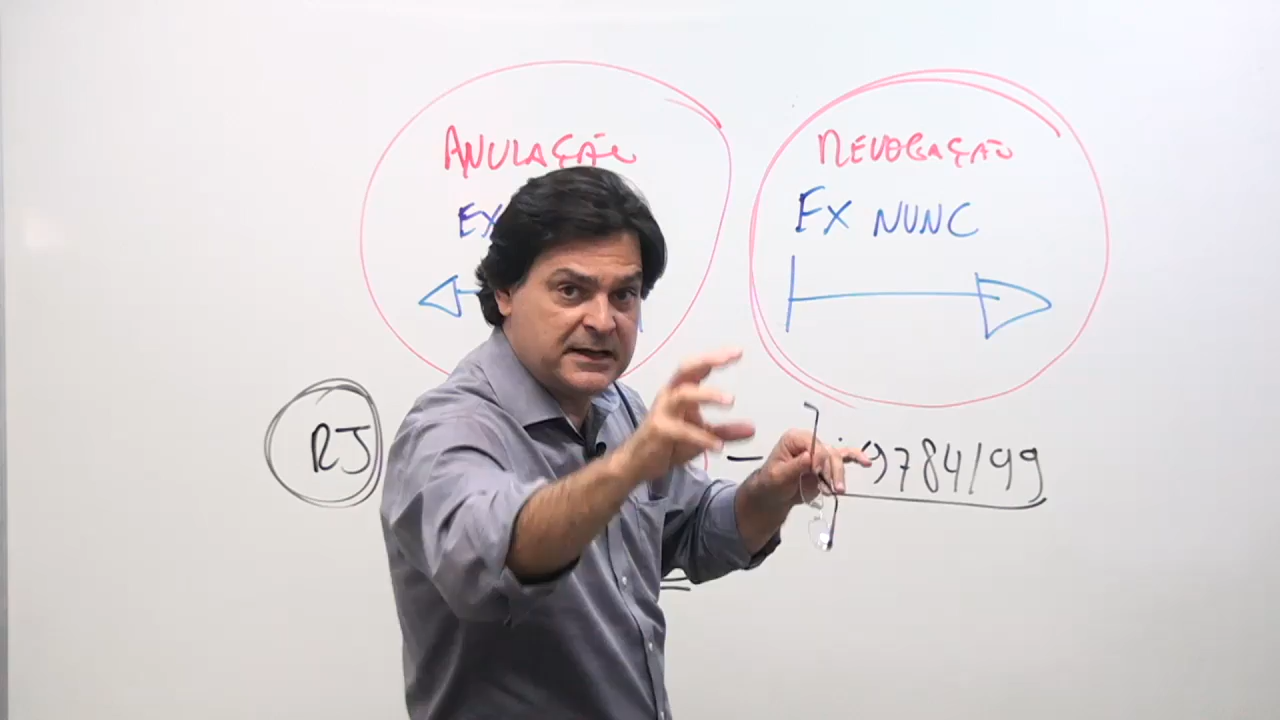 ANULAÇÃO
REVOGAÇÃO
EX
EX NUNC
RJ
- 9784/99